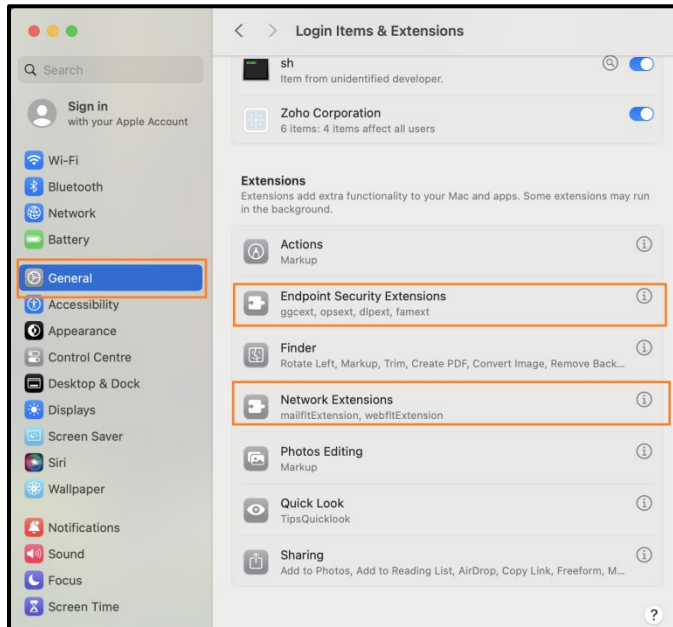 Login Items & Extensions
Search
Sign in
with your Apple Account
Wi-Fi
Bluetooth
Network
Battery
General
Accessibility
Appearance
Control Centre
Desktop & Dock
Displays
Screen Saver
Siri
Wallpaper
Notifications
Sound
Focus
Screen Time
sh
Item from unidentified developer.
Zoho Corporation
6 items: 4 items affect all users
Extensions
Extensions add extra functionality to your Mac and apps. Some extensions may run
in the background.
Actions
Markup
Endpoint Security Extensions
ggcext, opsext, dlpext, famext
Finder
Rotate Left, Markup, Trim, Create PDF, Convert Image, Remove Back...
Network Extensions
mailfltExtension, webfltExtension
Photos Editing
Markup
Quick Look
TipsQuicklook
Sharing
Add to Photos, Add to Reading List, AirDrop, Copy Link, Freeform, M...
?